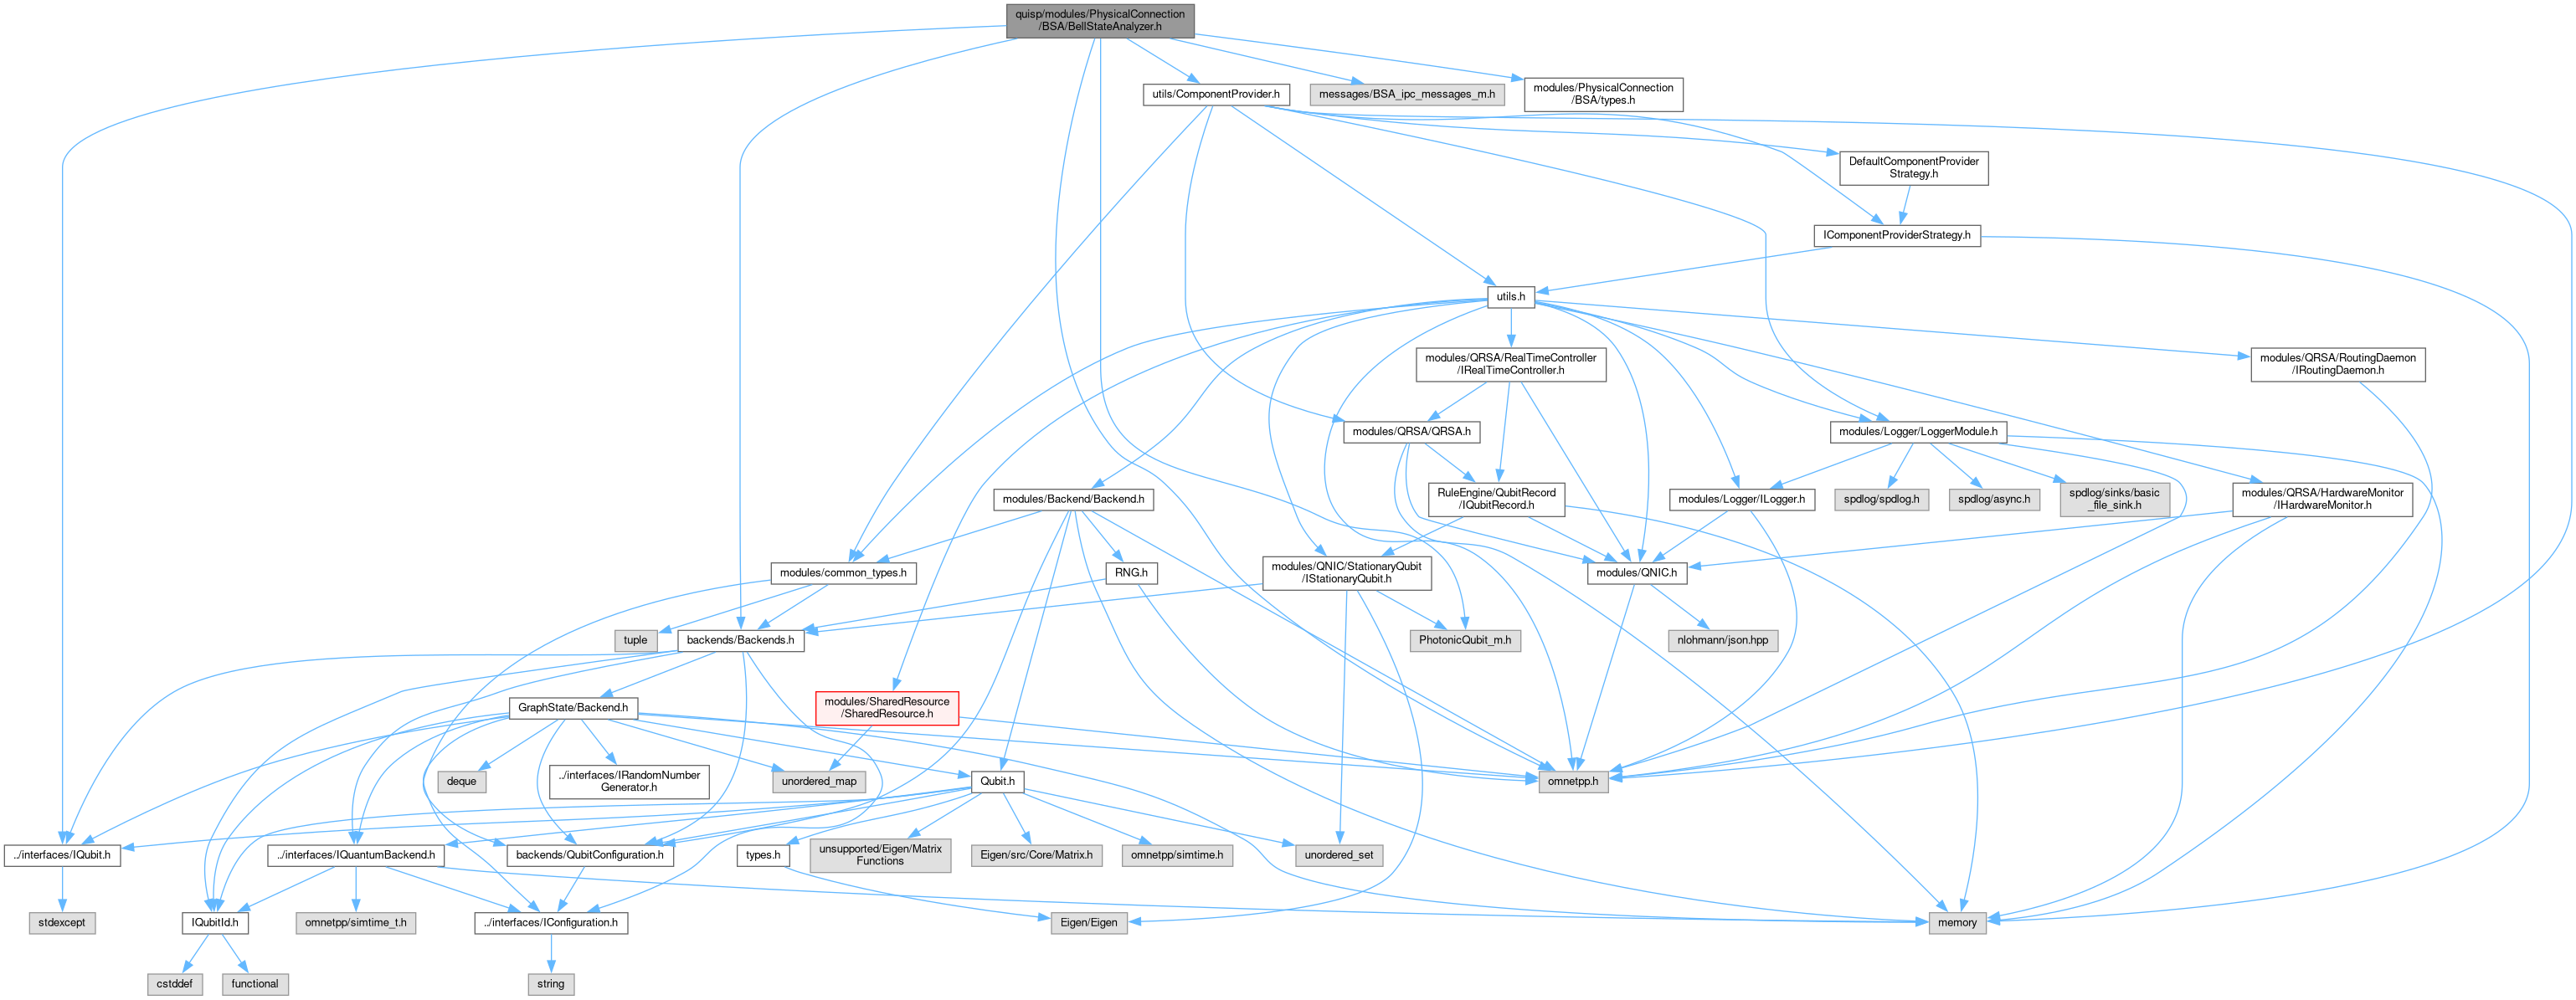 quisp/modules/PhysicalConnection
/BSA/BellStateAnalyzer.h
utils/ComponentProvider.h
messages/BSA_ipc_messages_m.h
modules/PhysicalConnection
/BSA/types.h
DefaultComponentProvider
Strategy.h
IComponentProviderStrategy.h
utils.h
modules/QRSA/RealTimeController
/IRealTimeController.h
modules/QRSA/RoutingDaemon
/IRoutingDaemon.h
modules/QRSA/QRSA.h
modules/Logger/LoggerModule.h
modules/Backend/Backend.h
RuleEngine/QubitRecord
/IQubitRecord.h
modules/Logger/ILogger.h
spdlog/spdlog.h
spdlog/async.h
spdlog/sinks/basic
_file_sink.h
modules/QRSA/HardwareMonitor
/IHardwareMonitor.h
modules/common_types.h
RNG.h
modules/QNIC/StationaryQubit
/IStationaryQubit.h
modules/QNIC.h
tuple
backends/Backends.h
PhotonicQubit_m.h
nlohmann/json.hpp
GraphState/Backend.h
modules/SharedResource
/SharedResource.h
deque
../interfaces/IRandomNumber
Generator.h
unordered_map
Qubit.h
omnetpp.h
../interfaces/IQubit.h
../interfaces/IQuantumBackend.h
backends/QubitConfiguration.h
types.h
unsupported/Eigen/Matrix
Functions
Eigen/src/Core/Matrix.h
omnetpp/simtime.h
unordered_set
stdexcept
IQubitId.h
omnetpp/simtime_t.h
../interfaces/IConfiguration.h
Eigen/Eigen
memory
cstddef
functional
string